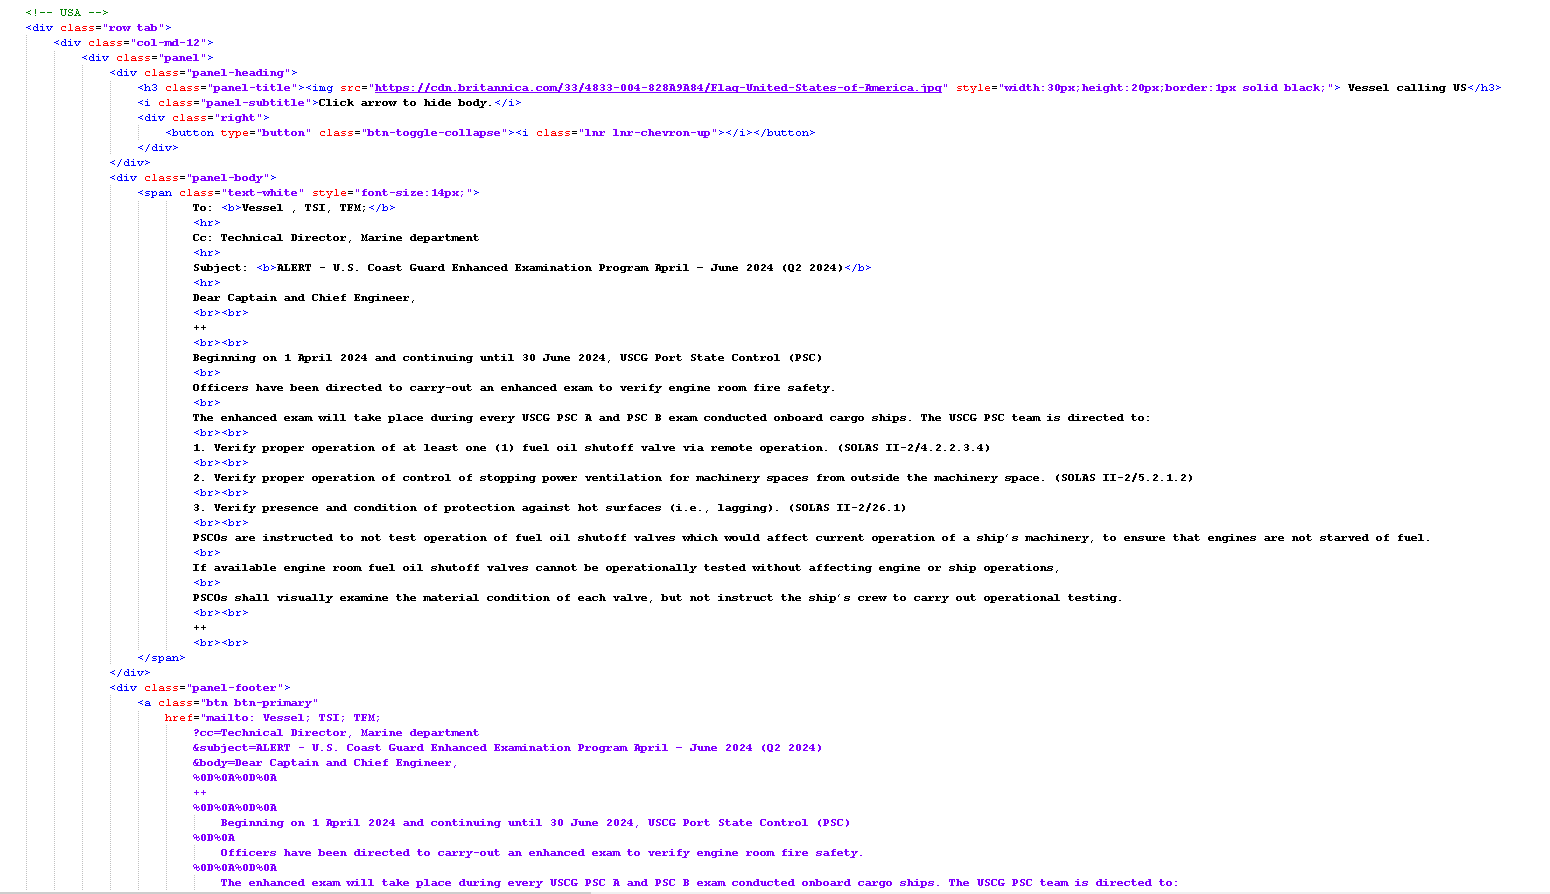 <!-- USA -->
<div class="row tab">
<div class="col-md-12">
<div class="panel">
<div class="panel-heading">
<h3 class="panel-title"><img src="https://cdn.britannica.com/33/4833-004-828A9A84/Flag-United-States-of-America.jpg" style="width:30px;height:20px;border:1px solid black;"> Vessel calling US</h3>
<i class="panel-subtitle">Click arrow to hide body.</i>
<div class="right">
<button type="button" class="btn-toggle-collapse"><i class="lnr lnr-chevron-up"></i></button>
</div>
</div>
<div class="panel-body">
<span class="text-white" style="font-size:14px;">
To: <b>Vessel , TSI, TFM;</b>
<hr>
Cc: Technical Director, Marine department
<hr>
Subject: <b>ALERT - U.S. Coast Guard Enhanced Examination Program April – June 2024 (Q2 2024)</b>
<hr>
Dear Captain and Chief Engineer,
<br><br>
++
<br><br>
Beginning on 1 April 2024 and continuing until 30 June 2024, USCG Port State Control (PSC)
<br>
Officers have been directed to carry-out an enhanced exam to verify engine room fire safety.
<br>
The enhanced exam will take place during every USCG PSC A and PSC B exam conducted onboard cargo ships. The USCG PSC team is directed to:
<br><br>
1. Verify proper operation of at least one (1) fuel oil shutoff valve via remote operation. (SOLAS II-2/4.2.2.3.4)
<br><br>
2. Verify proper operation of control of stopping power ventilation for machinery spaces from outside the machinery space. (SOLAS II-2/5.2.1.2)
<br><br>
3. Verify presence and condition of protection against hot surfaces (i.e., lagging). (SOLAS II-2/26.1)
<br><br>
PSCOs are instructed to not test operation of fuel oil shutoff valves which would affect current operation of a ship’s machinery, to ensure that engines are not starved of fuel.
<br>
If available engine room fuel oil shutoff valves cannot be operationally tested without affecting engine or ship operations,
<br>
PSCOs shall visually examine the material condition of each valve, but not instruct the ship’s crew to carry out operational testing.
<br><br>
++
<br><br>
</span>
</div>
<div class="panel-footer">
<a class="btn btn-primary"
href="mailto: Vessel; TSI; TFM;
?cc=Technical Director, Marine department
&subject=ALERT - U.S. Coast Guard Enhanced Examination Program April – June 2024 (Q2 2024)
&body=Dear Captain and Chief Engineer,
%0D%0A%0D%0A
++
%0D%0A%0D%0A
Beginning on 1 April 2024 and continuing until 30 June 2024, USCG Port State Control (PSC)
%0D%0A
Officers have been directed to carry-out an enhanced exam to verify engine room fire safety.
%0D%0A%0D%0A
The enhanced exam will take place during every USCG PSC A and PSC B exam conducted onboard cargo ships. The USCG PSC team is directed to: